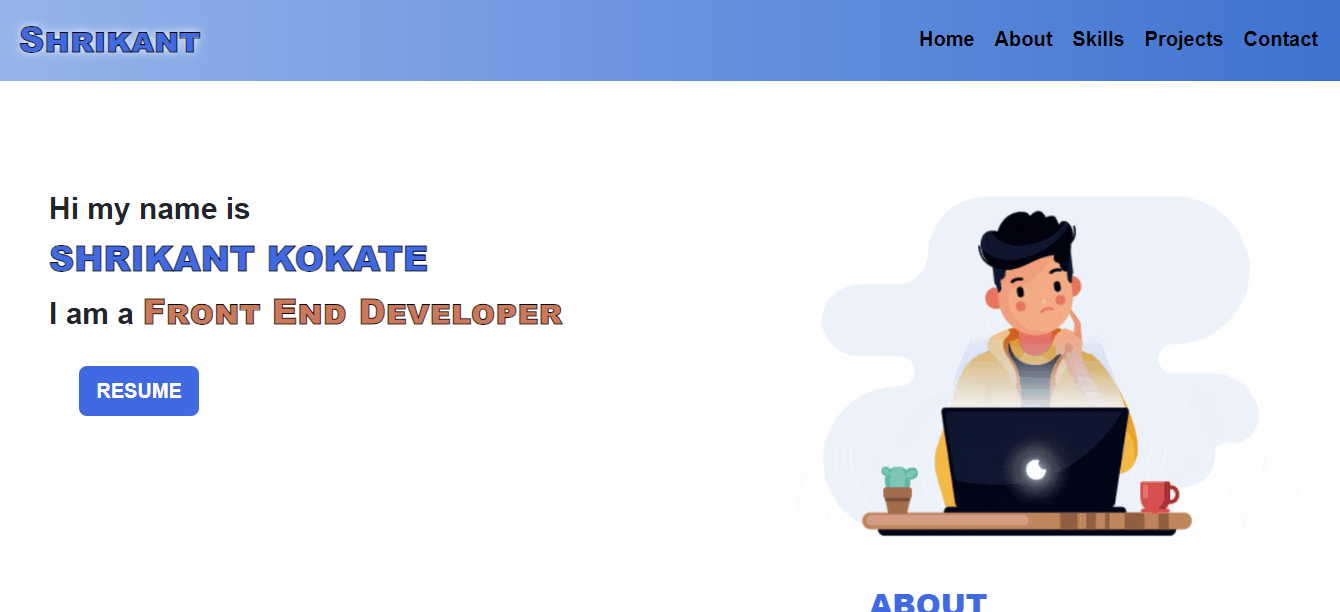 Shrikant
Home About Skills Projects Contact
Hi my name is
SHRIKANT KOKATE
I am a Front End Developer
RESUME
ABOUT